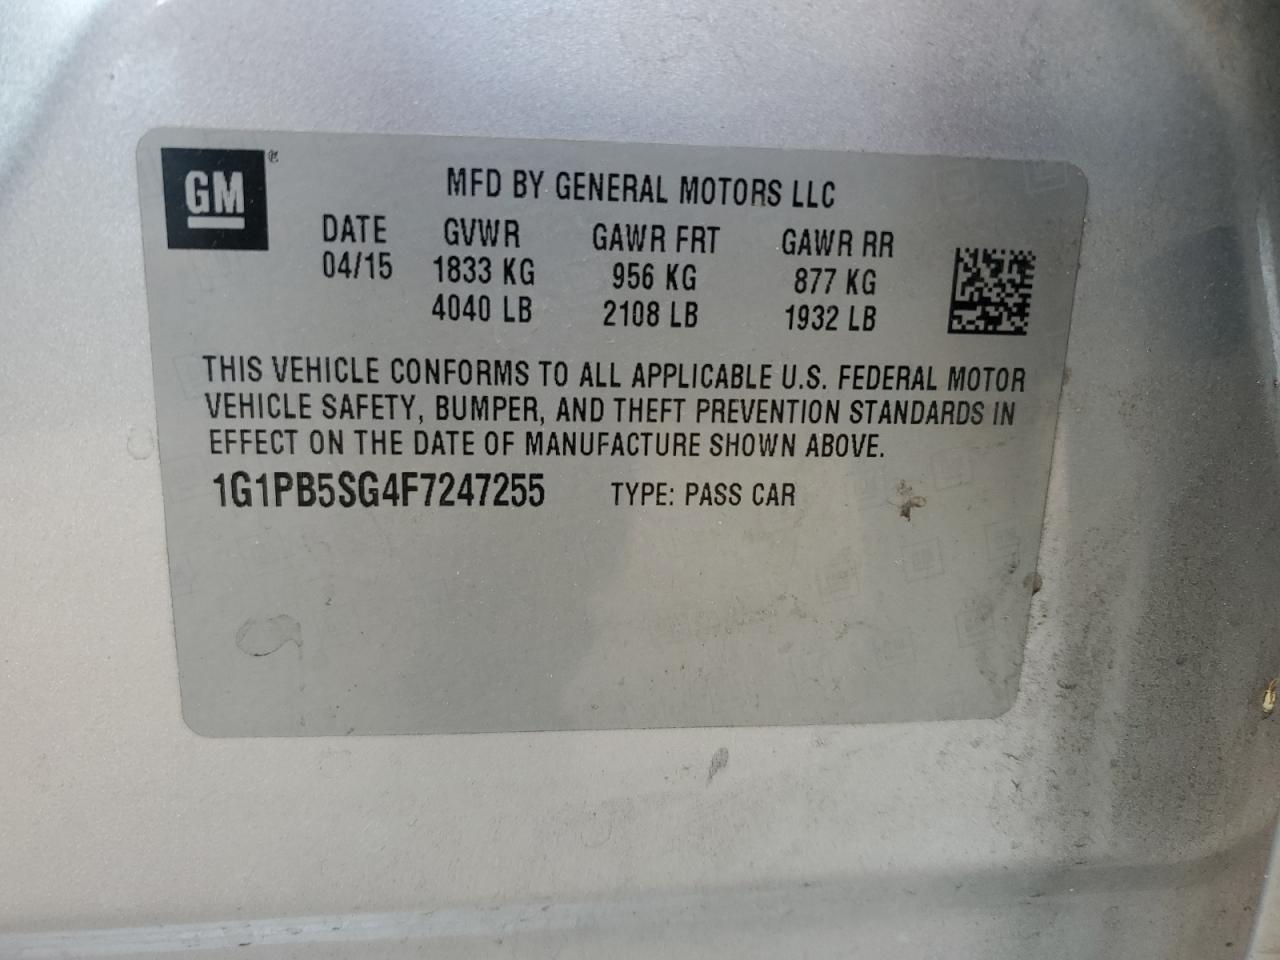 GM
MFD BY GENERAL MOTORS LLC
DATE GVWR GAWR FRT GAWR RR
04/15 1833 KG 956 KG 877 KG
4040 LB 2108 LB 1932 LB
THIS VEHICLE CONFORMS TO ALL APPLICABLE U.S. FEDERAL MOTOR
VEHICLE SAFETY, BUMPER, AND THEFT PREVENTION STANDARDS IN
EFFECT ON THE DATE OF MANUFACTURE SHOWN ABOVE.
1G1PB5SG4F7247255 TYPE: PASS CAR